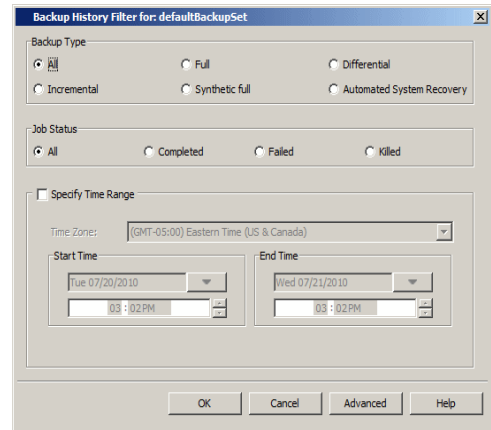 Backup History Filter for: defaultBackupSet
Backup Type
All Full Differential
Incremental Synthetic full Automated System Recovery
Job Status
All Completed Failed Killed
Specify Time Range
Time Zone: (GMT-05:00) Eastern Time (US & Canada)
Start Time End Time
Tue 07/20/2010 Wed 07/21/2010
03 : 02PM 03 : 02PM
OK Cancel Advanced Help